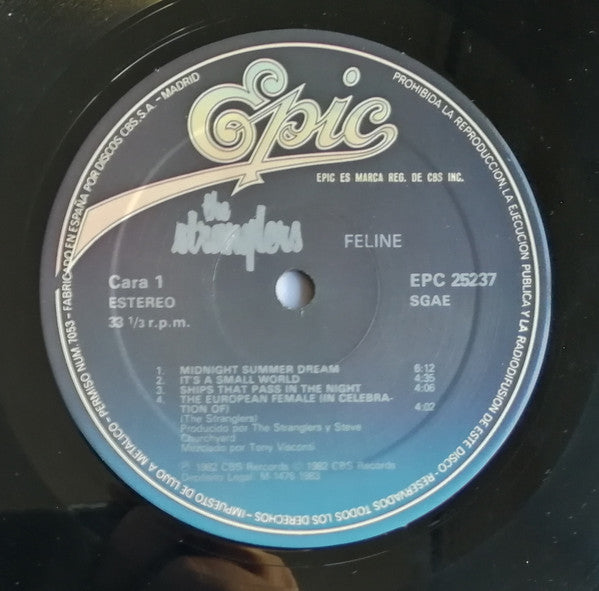 Epic
EPIC ES MARCA REG. DE CBS INC.
the
stranglers
FELINE
Cara 1
ESTEREO
33 1/3 r.p.m.
EPC 25237
SGAE
1. MIDNIGHT SUMMER DREAM 6:12
2. IT'S A SMALL WORLD 4:35
3. SHIPS THAT PASS IN THE NIGHT 4:06
4. THE EUROPEAN FEMALE (IN CELEBRA-
TION OF) 4:02
(The Stranglers)
Producido por The Stranglers y Steve
Churchyard
Mezclado por Tony Visconti
Ⓟ 1982 CBS Records © 1982 CBS Records
Deposito Legal: M-1476 1983
IMPUESTO DE LUJO A METALICO - PERMISO NUM. 7053 - FABRICADO EN ESPAÑA POR DISCOS CBS, S.A. - MADRID
PROHIBIDA LA REPRODUCCION, LA EJECUCION PUBLICA Y LA RADIODIFUSION DE ESTE DISCO - RESERVADOS TODOS LOS DERECHOS -